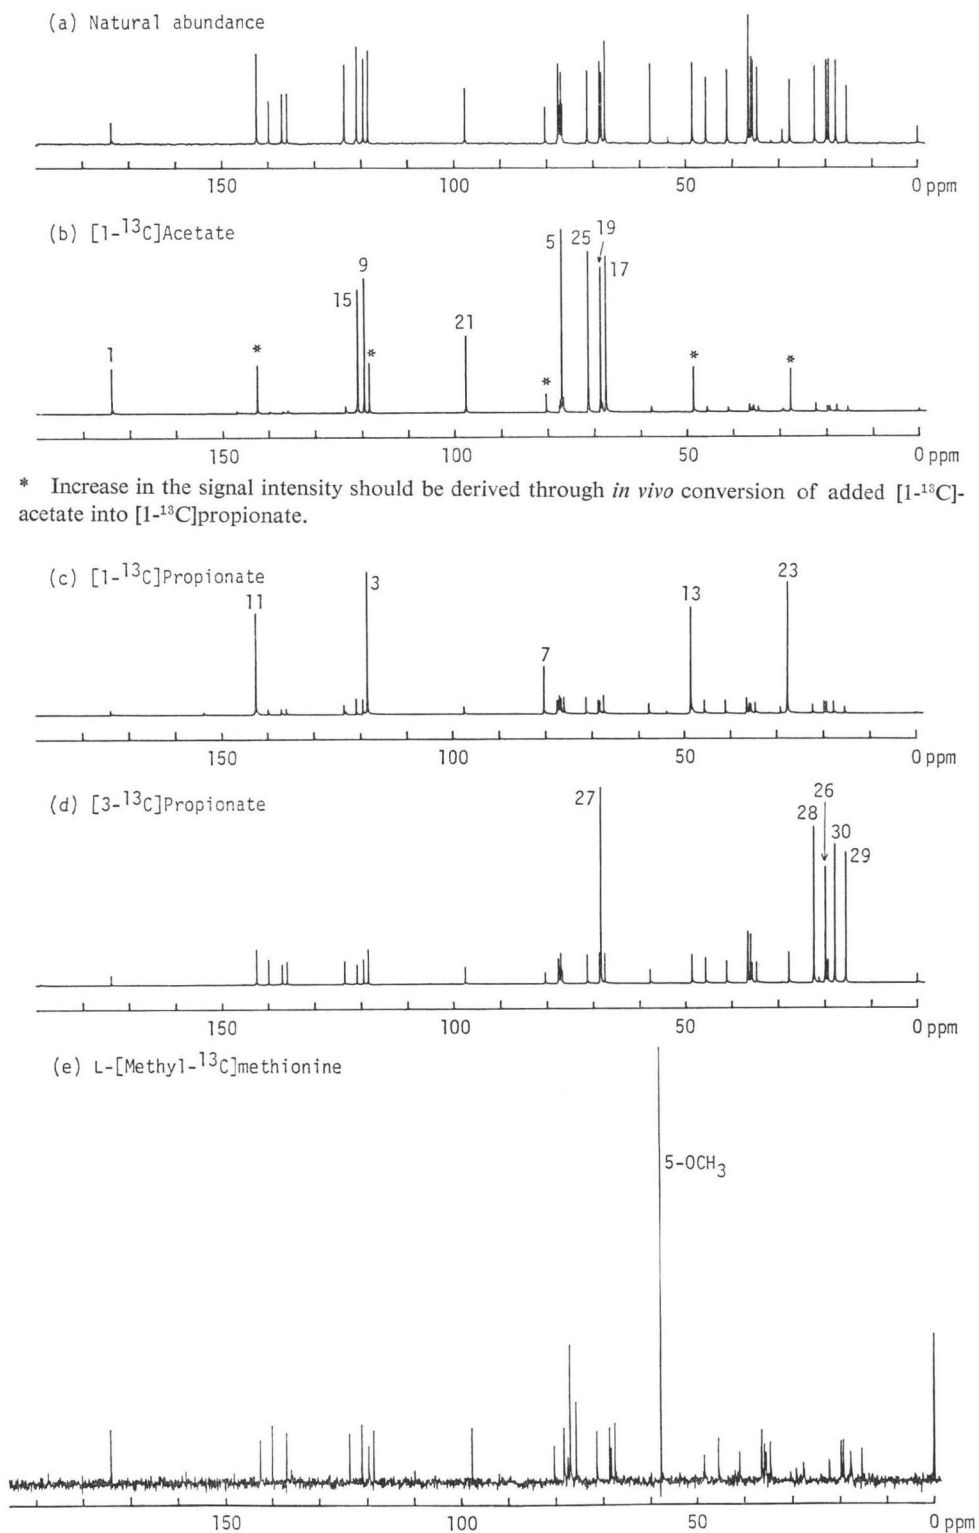 (a) Natural abundance
150 100 50 0 ppm
(b) [1-¹³C]Acetate
1 * 15 9 * 21 * 5 25 19 17 * *
150 100 50 0 ppm
* Increase in the signal intensity should be derived through in vivo conversion of added [1-¹³C]-
acetate into [1-¹³C]propionate.
(c) [1-¹³C]Propionate
11 3 7 13 23
150 100 50 0 ppm
(d) [3-¹³C]Propionate
27 28 26 30 29
150 100 50 0 ppm
(e) L-[Methyl-¹³C]methionine
5-OCH₃
150 100 50 0 ppm